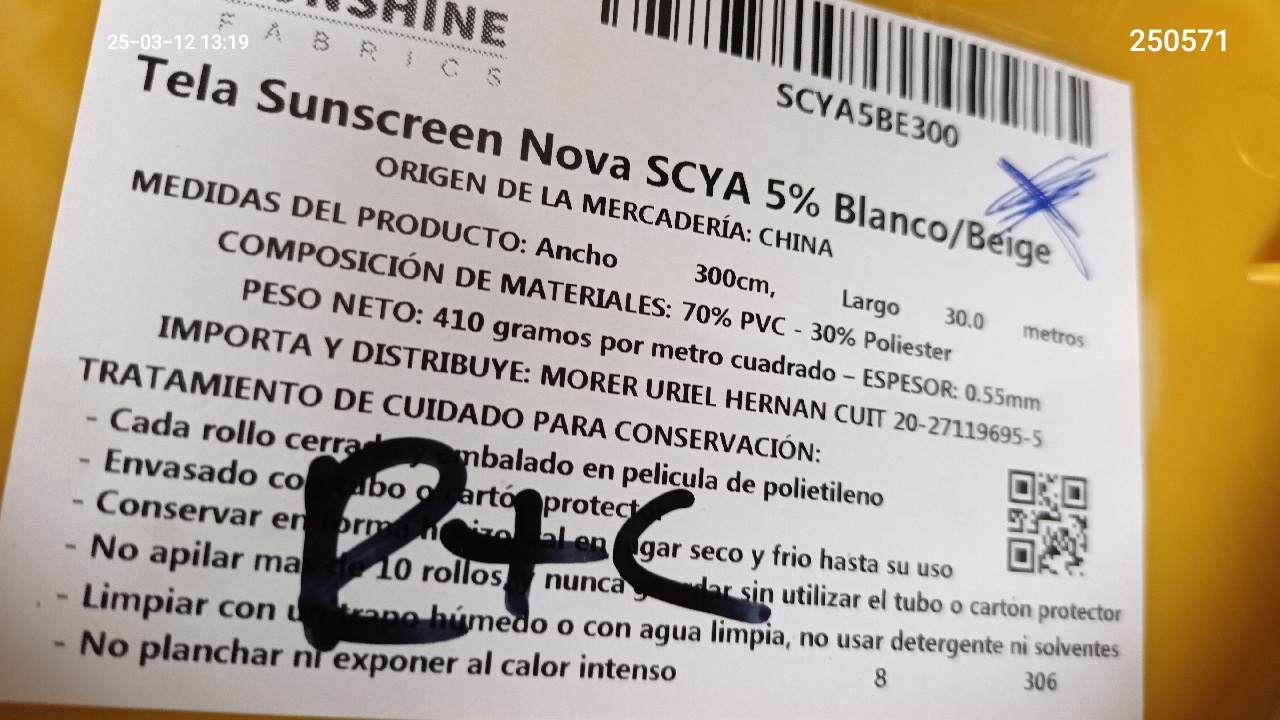 25-03-12 13:19
250571
NSHINE
FABRICS
SCYA5BE300
Tela Sunscreen Nova SCYA 5% Blanco/Beige
ORIGEN DE LA MERCADERÍA: CHINA
MEDIDAS DEL PRODUCTO: Ancho 300cm, Largo 30.0 metros
COMPOSICIÓN DE MATERIALES: 70% PVC - 30% Poliester
PESO NETO: 410 gramos por metro cuadrado – ESPESOR: 0.55mm
IMPORTA Y DISTRIBUYE: MORER URIEL HERNAN CUIT 20-27119695-5
TRATAMIENTO DE CUIDADO PARA CONSERVACIÓN:
- Cada rollo cerrado embalado en pelicula de polietileno
- Envasado tubo cartón protector
- Conservar en forma horizontal en lugar seco y frio hasta su uso
- No apilar mas de 10 rollos, y nunca guardar sin utilizar el tubo o cartón protector
- Limpiar con un trapo húmedo o con agua limpia, no usar detergente ni solventes
- No planchar ni exponer al calor intenso
8 306
B+C